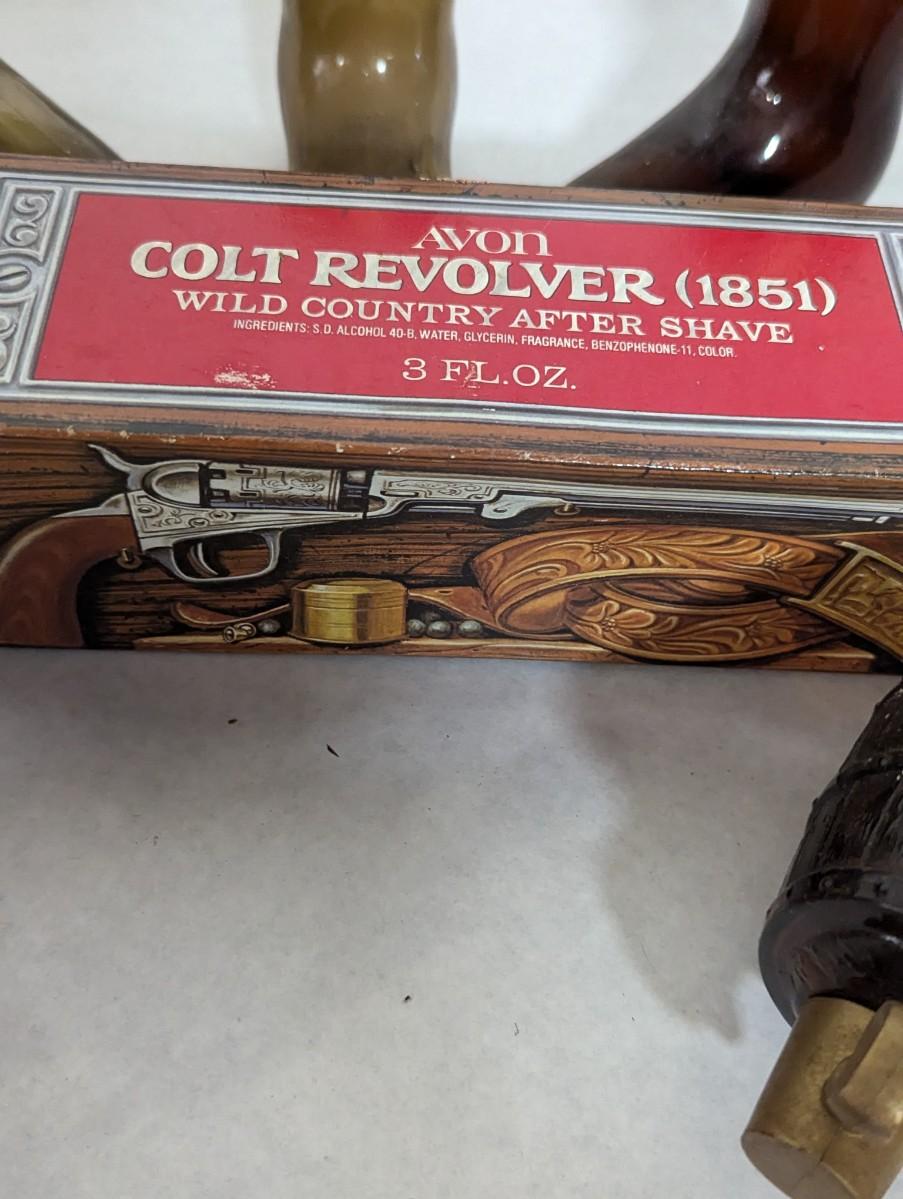 AVON
COLT REVOLVER (1851)
WILD COUNTRY AFTER SHAVE
INGREDIENTS: S.D. ALCOHOL 40-B, WATER, GLYCERIN, FRAGRANCE, BENZOPHENONE-11, COLOR.
3 FL.OZ.